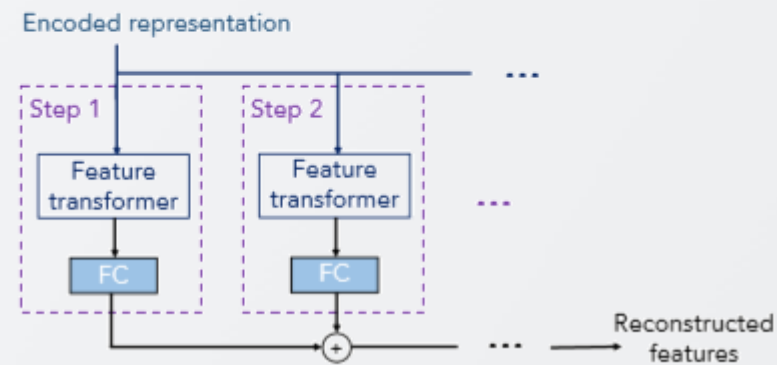 Encoded representation
...
Step 1
Step 2
Feature
transformer
Feature
transformer
...
FC
FC
+
...
Reconstructed
features